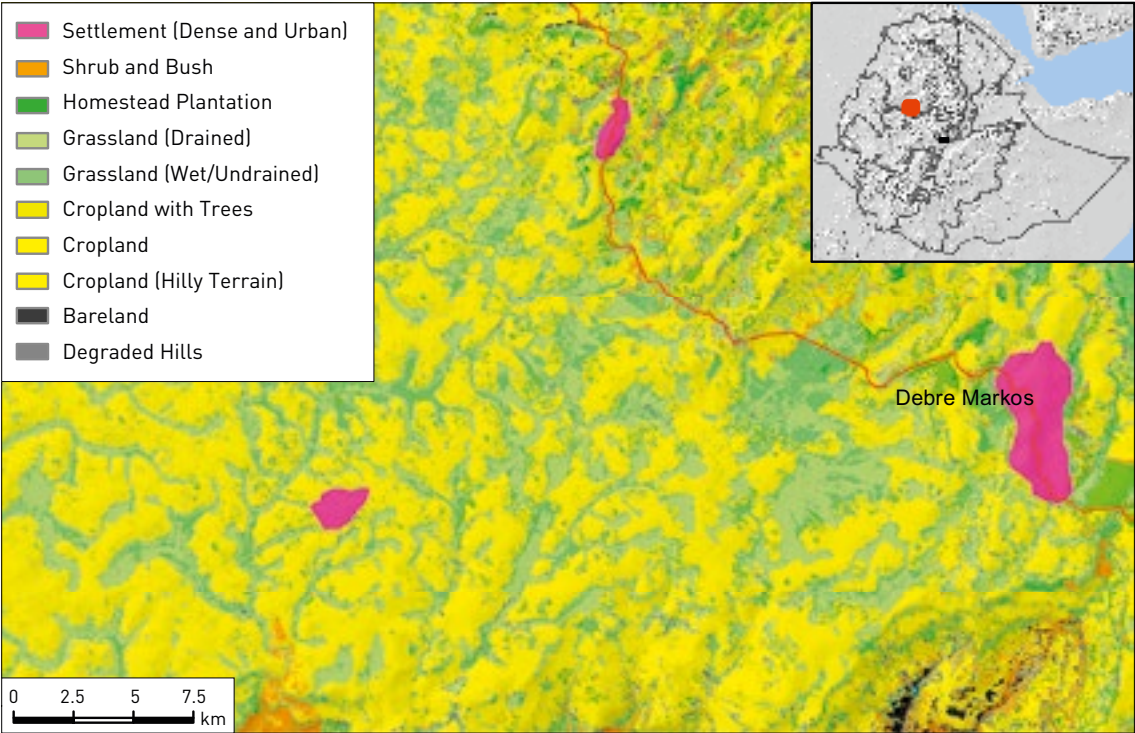 Settlement (Dense and Urban)
Shrub and Bush
Homestead Plantation
Grassland (Drained)
Grassland (Wet/Undrained)
Cropland with Trees
Cropland
Cropland (Hilly Terrain)
Bareland
Degraded Hills
Debre Markos
0 2.5 5 7.5
km